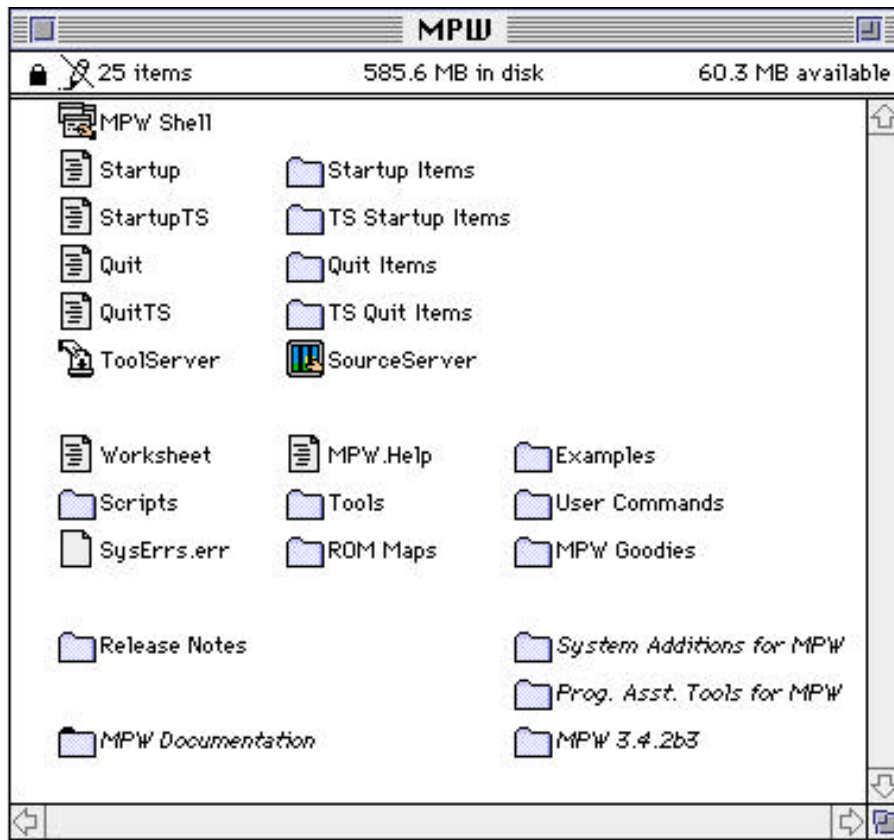 MPW
25 items 585.6 MB in disk 60.3 MB available
MPW Shell
Startup Startup Items
StartupTS TS Startup Items
Quit Quit Items
QuitTS TS Quit Items
ToolServer SourceServer
Worksheet MPW.Help Examples
Scripts Tools User Commands
SysErrs.err ROM Maps MPW Goodies
Release Notes System Additions for MPW
Prog. Asst. Tools for MPW
MPW Documentation MPW 3.4.2b3